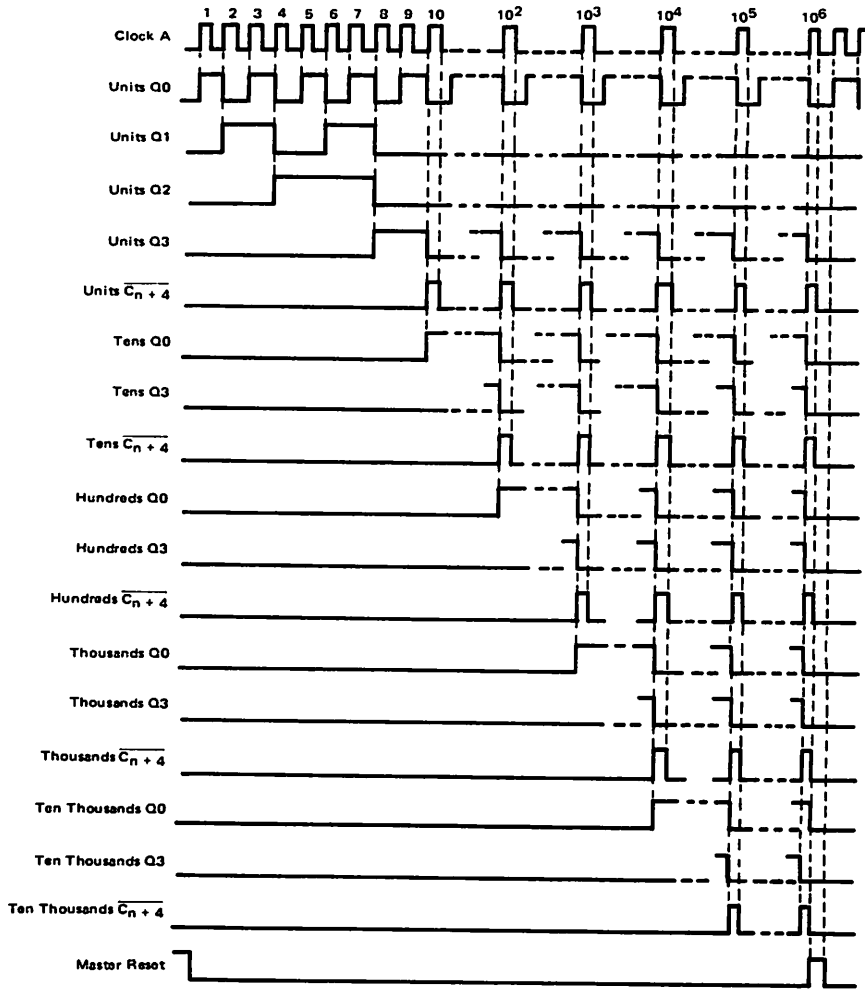 1 2 3 4 5 6 7 8 9 10 10² 10³ 10⁴ 10⁵ 10⁶
Clock A
Units Q0
Units Q1
Units Q2
Units Q3
Units C̅n̅ ̅+̅ ̅4̅
Tens Q0
Tens Q3
Tens C̅n̅ ̅+̅ ̅4̅
Hundreds Q0
Hundreds Q3
Hundreds C̅n̅ ̅+̅ ̅4̅
Thousands Q0
Thousands Q3
Thousands C̅n̅ ̅+̅ ̅4̅
Ten Thousands Q0
Ten Thousands Q3
Ten Thousands C̅n̅ ̅+̅ ̅4̅
Master Reset